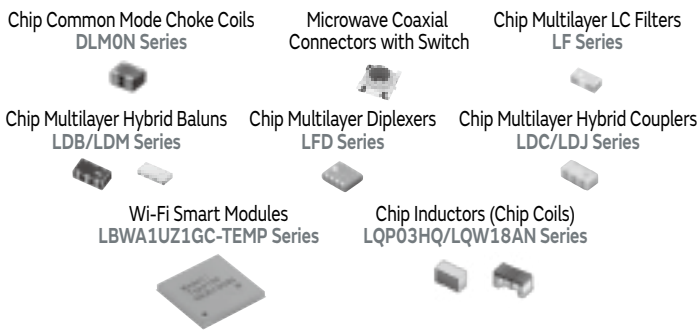 Chip Common Mode Choke Coils
DLM0N Series
Microwave Coaxial
Connectors with Switch
Chip Multilayer LC Filters
LF Series
Chip Multilayer Hybrid Baluns
LDB/LDM Series
Chip Multilayer Diplexers
LFD Series
Chip Multilayer Hybrid Couplers
LDC/LDJ Series
Wi-Fi Smart Modules
LBWA1UZ1GC-TEMP Series
Chip Inductors (Chip Coils)
LQP03HQ/LQW18AN Series